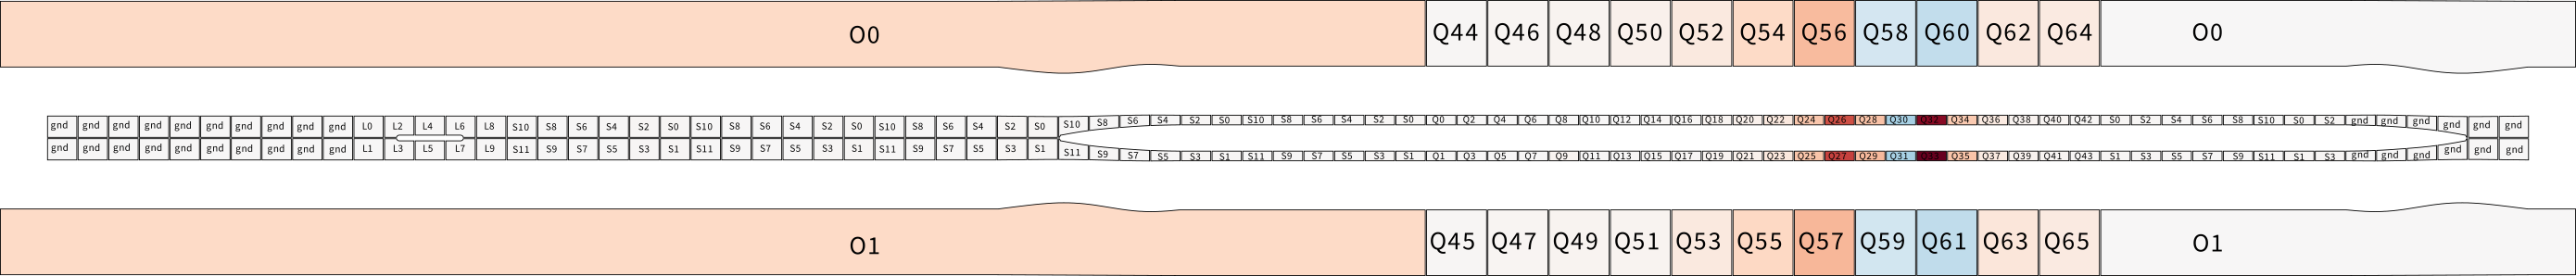 O0 Q44 Q46 Q48 Q50 Q52 Q54 Q56 Q58 Q60 Q62 Q64 O0
gnd gnd gnd gnd gnd gnd gnd gnd gnd gnd L0 L2 L4 L6 L8 S10 S8 S6 S4 S2 S0 S10 S8 S6 S4 S2 S0 S10 S8 S6 S4 S2 S0 S10 S8 S6 S4 S2 S0 S10 S8 S6 S4 S2 S0 Q0 Q2 Q4 Q6 Q8 Q10 Q12 Q14 Q16 Q18 Q20 Q22 Q24 Q26 Q28 Q30 Q32 Q34 Q36 Q38 Q40 Q42 S0 S2 S4 S6 S8 S10 S0 S2 gnd gnd gnd gnd gnd gnd
gnd gnd gnd gnd gnd gnd gnd gnd gnd gnd L1 L3 L5 L7 L9 S11 S9 S7 S5 S3 S1 S11 S9 S7 S5 S3 S1 S11 S9 S7 S5 S3 S1 S11 S9 S7 S5 S3 S1 S11 S9 S7 S5 S3 S1 Q1 Q3 Q5 Q7 Q9 Q11 Q13 Q15 Q17 Q19 Q21 Q23 Q25 Q27 Q29 Q31 Q33 Q35 Q37 Q39 Q41 Q43 S1 S3 S5 S7 S9 S11 S1 S3 gnd gnd gnd gnd gnd gnd
O1 Q45 Q47 Q49 Q51 Q53 Q55 Q57 Q59 Q61 Q63 Q65 O1